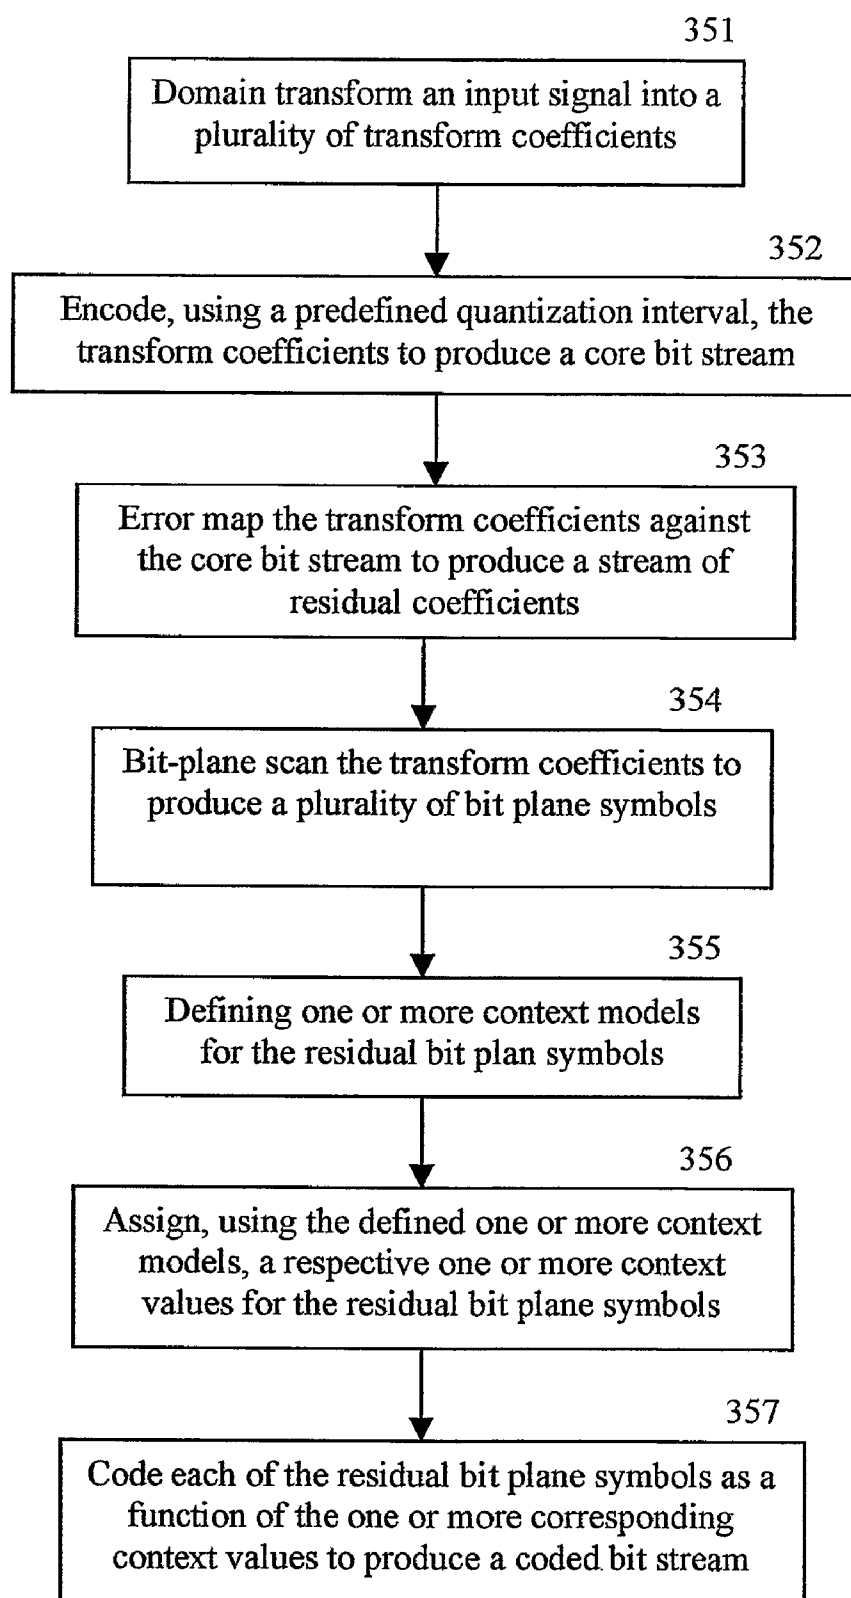 351
Domain transform an input signal into a
plurality of transform coefficients
352
Encode, using a predefined quantization interval, the
transform coefficients to produce a core bit stream
353
Error map the transform coefficients against
the core bit stream to produce a stream of
residual coefficients
354
Bit-plane scan the transform coefficients to
produce a plurality of bit plane symbols
355
Defining one or more context models
for the residual bit plan symbols
356
Assign, using the defined one or more context
models, a respective one or more context
values for the residual bit plane symbols
357
Code each of the residual bit plane symbols as a
function of the one or more corresponding
context values to produce a coded bit stream